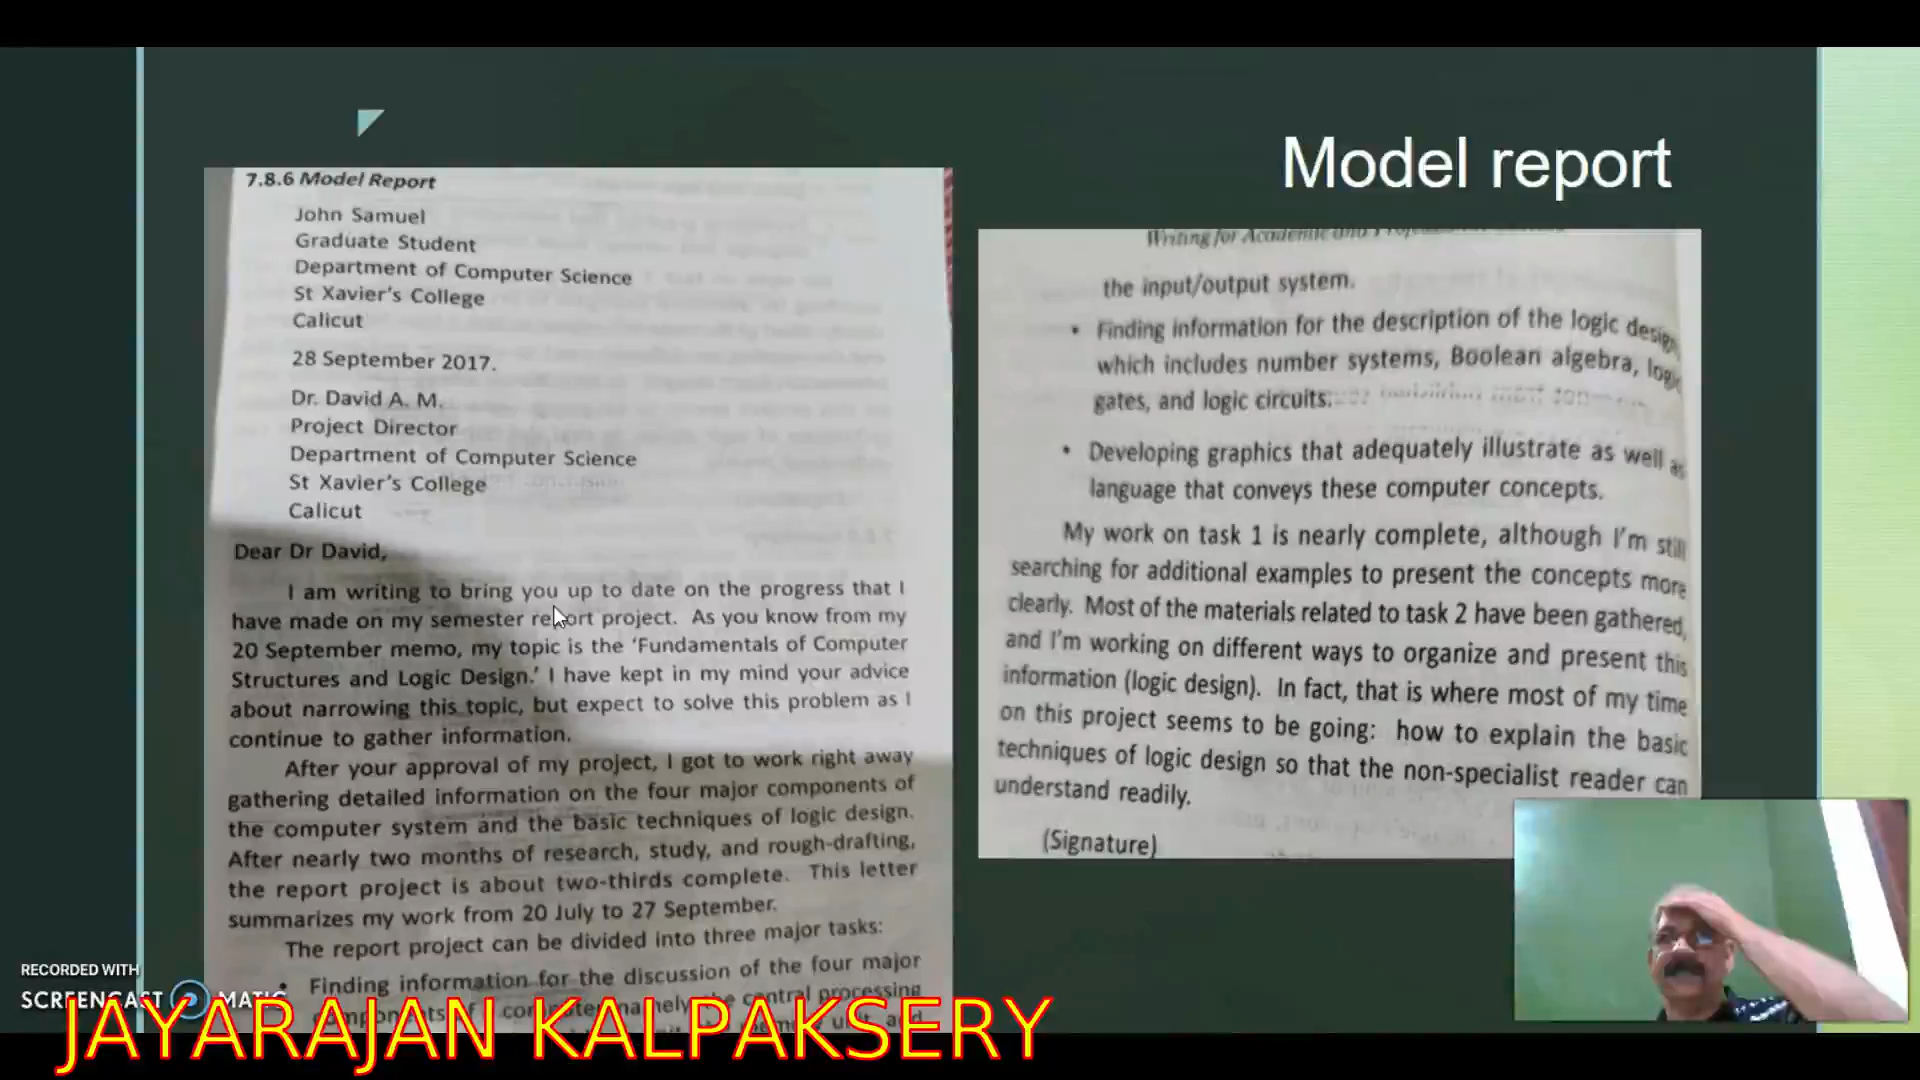 Model report
7.8.6 Model Report
John Samuel
Graduate Student
Department of Computer Science
St Xavier's College
Calicut
28 September 2017.
Dr. David A. M.
Project Director
Department of Computer Science
St Xavier's College
Calicut
Dear Dr David,
I am writing to bring you up to date on the progress that I
have made on my semester report project. As you know from my
20 September memo, my topic is the 'Fundamentals of Computer
Structures and Logic Design.' I have kept in my mind your advice
about narrowing this topic, but expect to solve this problem as I
continue to gather information.
After your approval of my project, I got to work right away
gathering detailed information on the four major components of
the computer system and the basic techniques of logic design.
After nearly two months of research, study, and rough-drafting,
the report project is about two-thirds complete. This letter
summarizes my work from 20 July to 27 September.
The report project can be divided into three major tasks:
• Finding information for the discussion of the four major
namely the central processing
unit, and
Writing for Academic and
the input/output system.
• Finding information for the description of the logic design,
which includes number systems, Boolean algebra, logic
gates, and logic circuits.
• Developing graphics that adequately illustrate as well as
language that conveys these computer concepts.
My work on task 1 is nearly complete, although I'm still
searching for additional examples to present the concepts more
clearly. Most of the materials related to task 2 have been gathered,
and I'm working on different ways to organize and present this
information (logic design). In fact, that is where most of my time
on this project seems to be going: how to explain the basic
techniques of logic design so that the non-specialist reader can
understand readily.
(Signature)
RECORDED WITH
SCREENCAST MATIC
JAYARAJAN KALPAKSERY